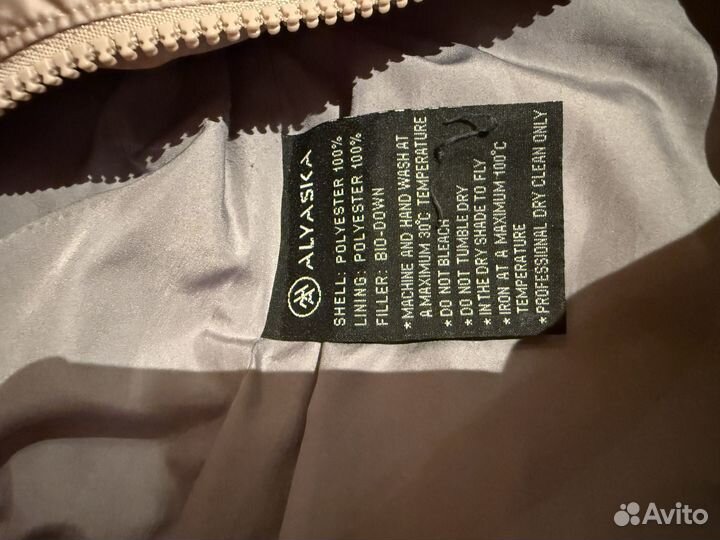 ALYASKA
SHELL: POLYESTER 100%
LINING: POLYESTER 100%
FILLER: BIO-DOWN
* MACHINE AND HAND WASH AT
A MAXIMUM 30°C TEMPERATURE
* DO NOT BLEACH
* DO NOT TUMBLE DRY
* IN THE DRY SHADE TO FLY
* IRON AT A MAXIMUM 100°C
TEMPERATURE
* PROFESSIONAL DRY CLEAN ONLY
Avito